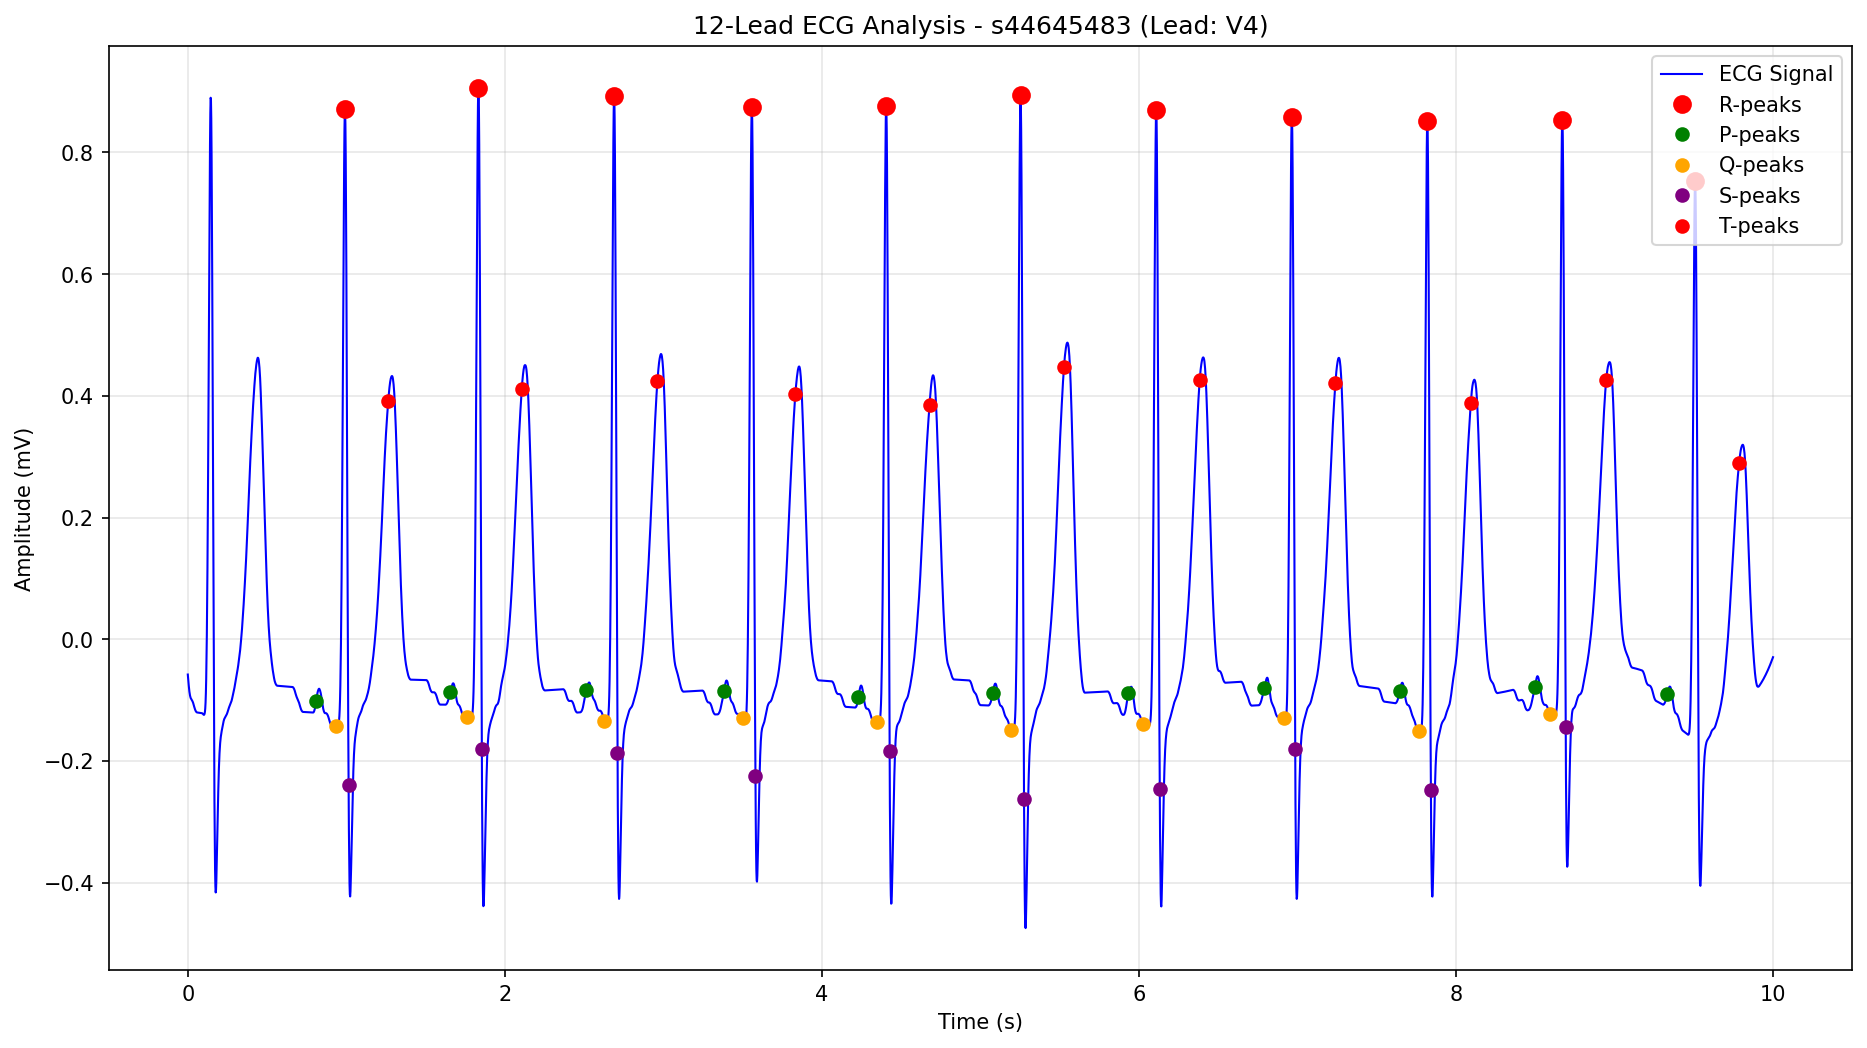 12-Lead ECG Analysis - s44645483 (Lead: V4)
ECG Signal
R-peaks
P-peaks
Q-peaks
S-peaks
T-peaks
Amplitude (mV)
0.8
0.6
0.4
0.2
0.0
−0.2
−0.4
0 2 4 6 8 10
Time (s)